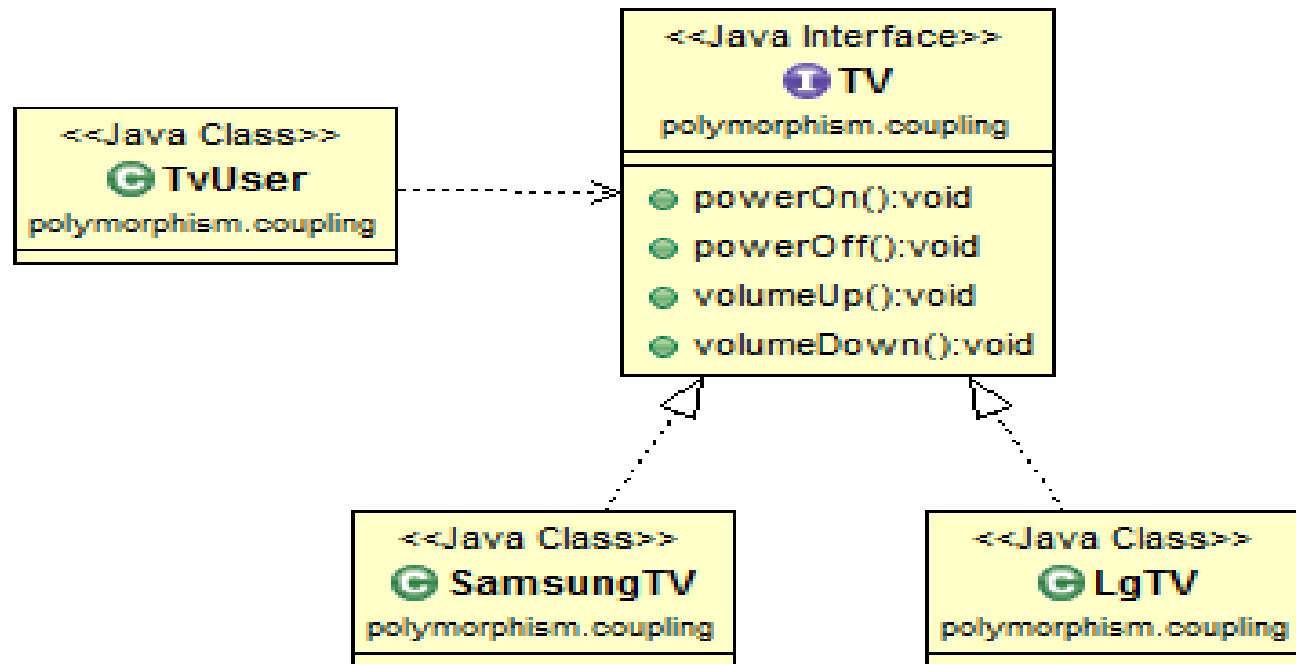 <<Java Interface>>
TV
polymorphism.coupling
powerOn():void
powerOff():void
volumeUp():void
volumeDown():void
<<Java Class>>
TvUser
polymorphism.coupling
<<Java Class>>
SamsungTV
polymorphism.coupling
<<Java Class>>
LgTV
polymorphism.coupling